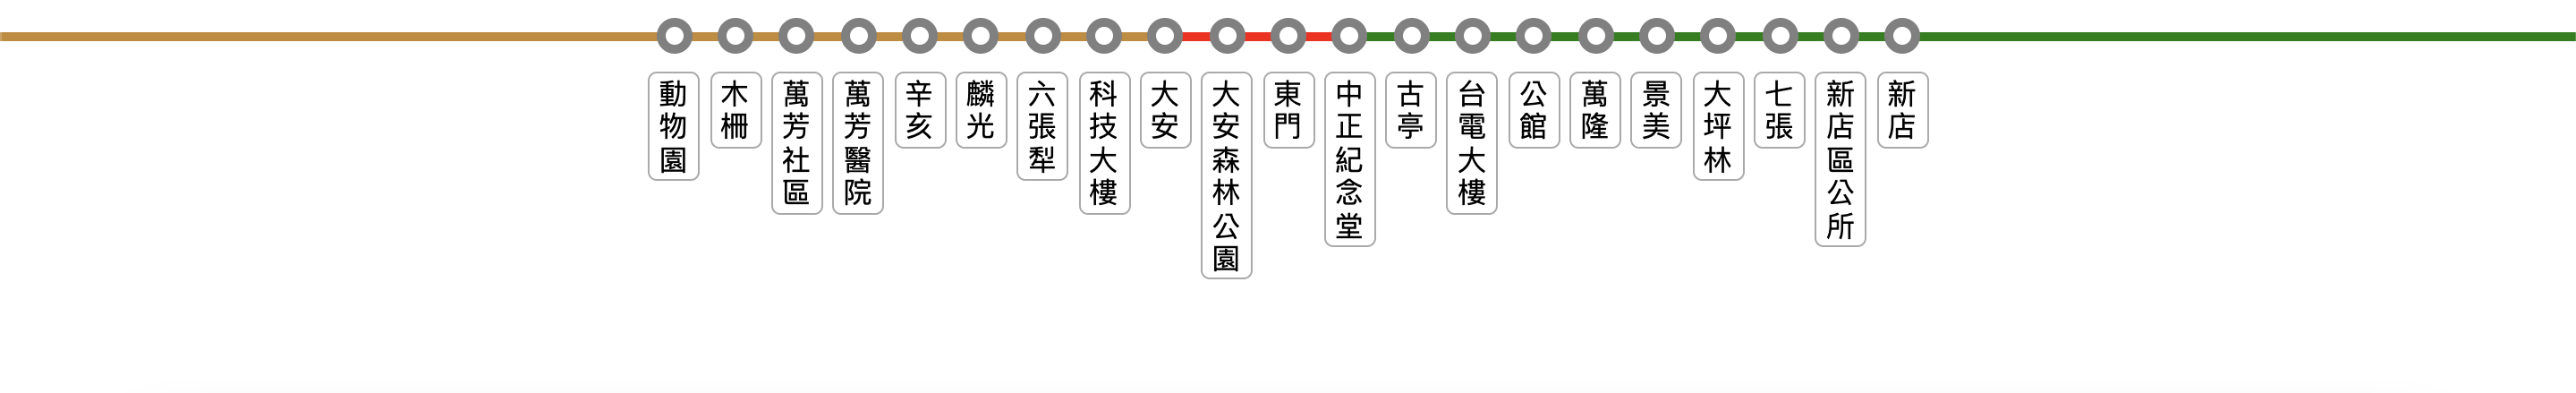 動物園
木柵
萬芳社區
萬芳醫院
辛亥
麟光
六張犁
科技大樓
大安
大安森林公園
東門
中正紀念堂
古亭
台電大樓
公館
萬隆
景美
大坪林
七張
新店區公所
新店